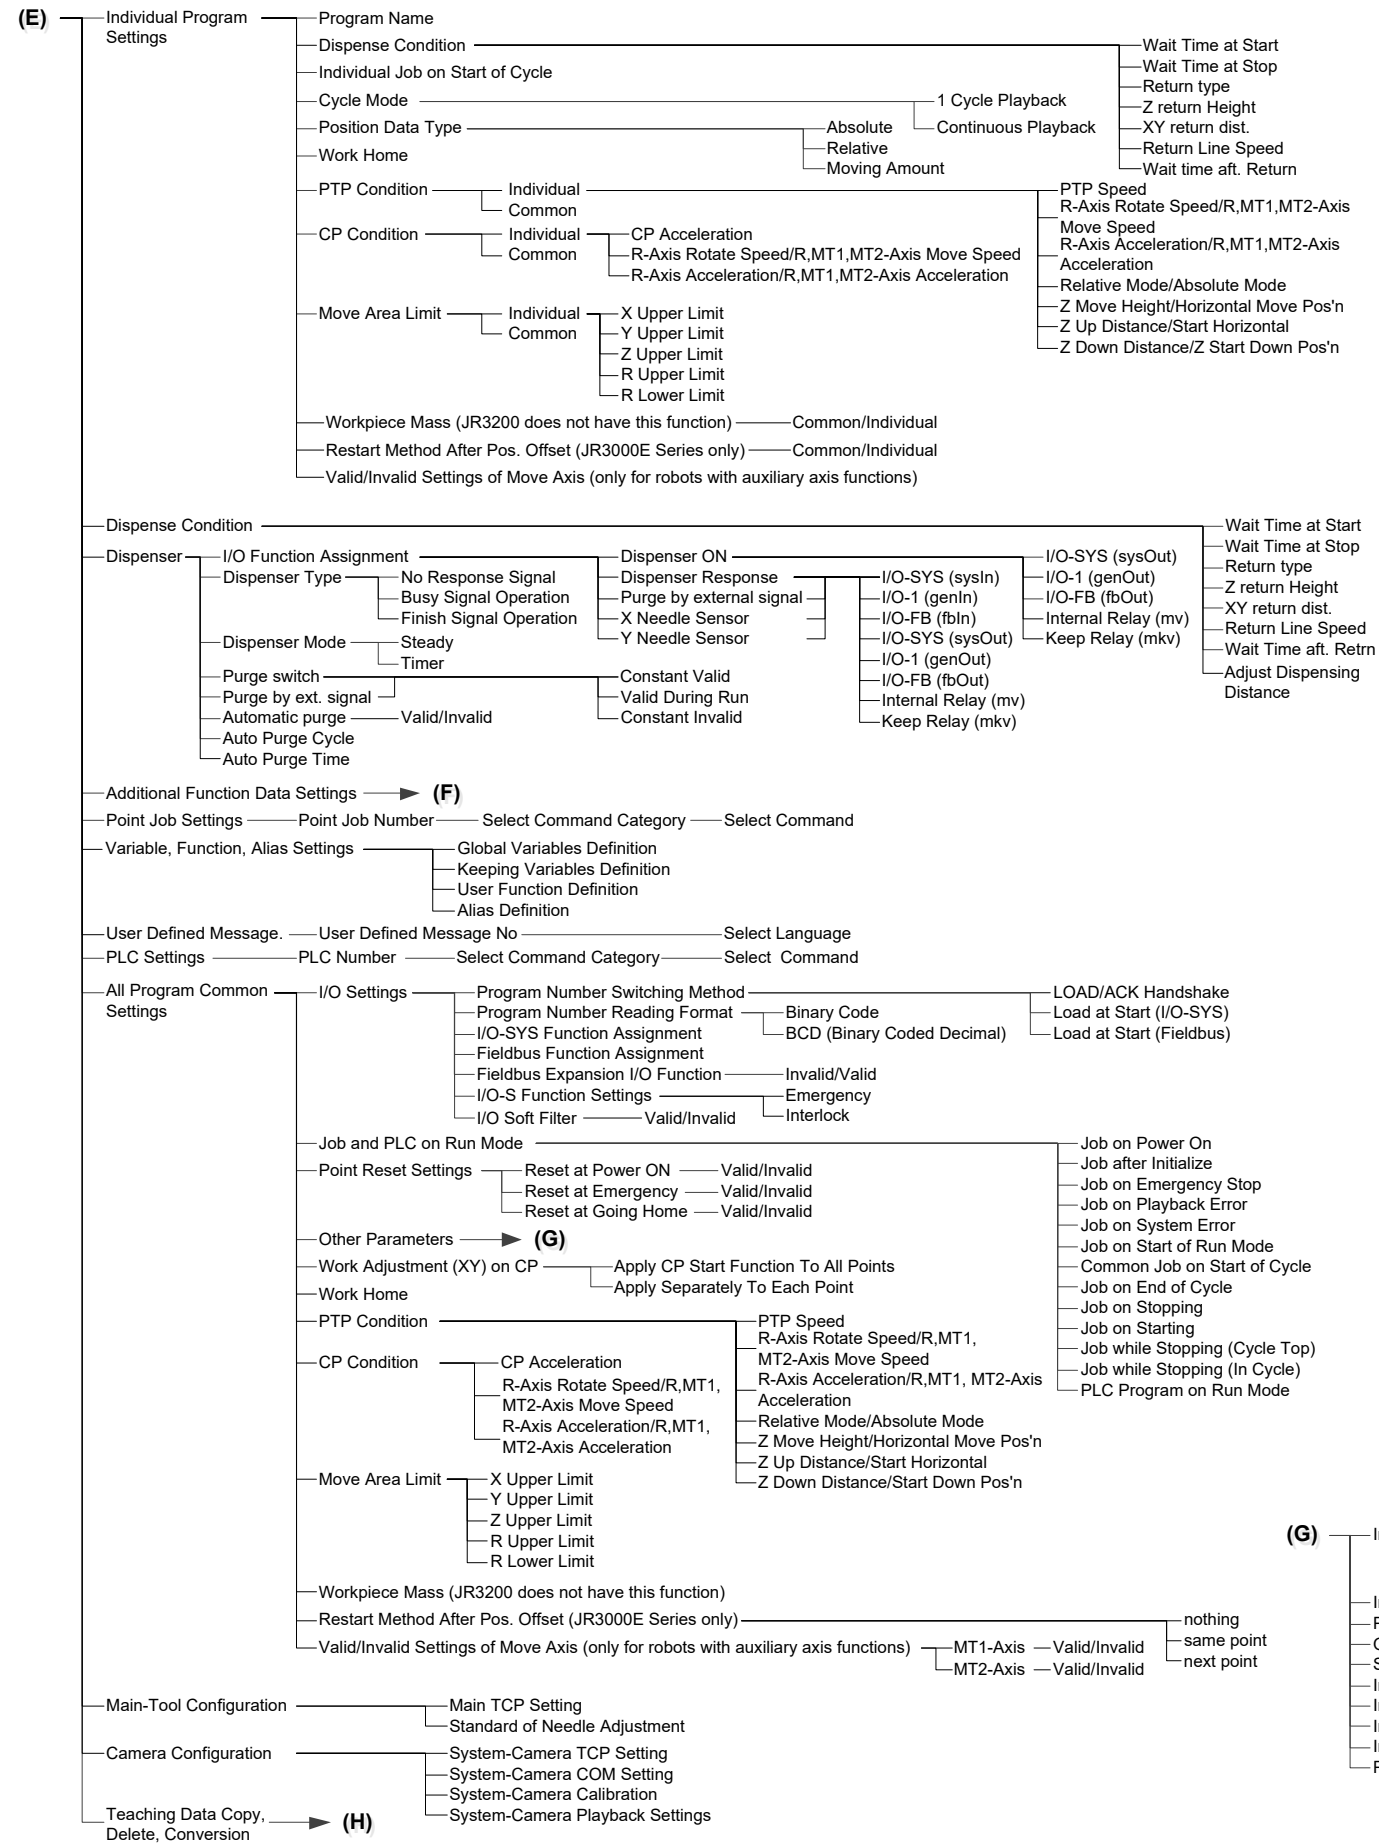 (E)
Individual Program
Settings
Program Name
Dispense Condition
Wait Time at Start
Wait Time at Stop
Return type
Z return Height
XY return dist.
Return Line Speed
Wait time aft. Return
Individual Job on Start of Cycle
Cycle Mode
1 Cycle Playback
Continuous Playback
Position Data Type
Absolute
Relative
Moving Amount
Work Home
PTP Condition
Individual
Common
PTP Speed
R-Axis Rotate Speed/R,MT1,MT2-Axis
Move Speed
R-Axis Acceleration/R,MT1,MT2-Axis
Acceleration
Relative Mode/Absolute Mode
Z Move Height/Horizontal Move Pos'n
Z Up Distance/Start Horizontal
Z Down Distance/Z Start Down Pos'n
CP Condition
Individual
Common
CP Acceleration
R-Axis Rotate Speed/R,MT1,MT2-Axis Move Speed
R-Axis Acceleration/R,MT1,MT2-Axis Acceleration
Move Area Limit
Individual
Common
X Upper Limit
Y Upper Limit
Z Upper Limit
R Upper Limit
R Lower Limit
Workpiece Mass (JR3200 does not have this function)
Common/Individual
Restart Method After Pos. Offset (JR3000E Series only)
Common/Individual
Valid/Invalid Settings of Move Axis (only for robots with auxiliary axis functions)
Dispense Condition
Wait Time at Start
Wait Time at Stop
Return type
Z return Height
XY return dist.
Return Line Speed
Wait Time aft. Retrn
Adjust Dispensing
Distance
Dispenser
I/O Function Assignment
Dispenser ON
I/O-SYS (sysOut)
I/O-1 (genOut)
I/O-FB (fbOut)
Internal Relay (mv)
Keep Relay (mkv)
Dispenser Response
Purge by external signal
X Needle Sensor
Y Needle Sensor
I/O-SYS (sysIn)
I/O-1 (genIn)
I/O-FB (fbIn)
I/O-SYS (sysOut)
I/O-1 (genOut)
I/O-FB (fbOut)
Internal Relay (mv)
Keep Relay (mkv)
Dispenser Type
No Response Signal
Busy Signal Operation
Finish Signal Operation
Dispenser Mode
Steady
Timer
Purge switch
Purge by ext. signal
Constant Valid
Valid During Run
Constant Invalid
Automatic purge
Valid/Invalid
Auto Purge Cycle
Auto Purge Time
Additional Function Data Settings
(F)
Point Job Settings
Point Job Number
Select Command Category
Select Command
Variable, Function, Alias Settings
Global Variables Definition
Keeping Variables Definition
User Function Definition
Alias Definition
User Defined Message.
User Defined Message No
Select Language
PLC Settings
PLC Number
Select Command Category
Select Command
All Program Common
Settings
I/O Settings
Program Number Switching Method
LOAD/ACK Handshake
Load at Start (I/O-SYS)
Load at Start (Fieldbus)
Program Number Reading Format
Binary Code
BCD (Binary Coded Decimal)
I/O-SYS Function Assignment
Fieldbus Function Assignment
Fieldbus Expansion I/O Function
Invalid/Valid
I/O-S Function Settings
Emergency
Interlock
I/O Soft Filter
Valid/Invalid
Job and PLC on Run Mode
Job on Power On
Job after Initialize
Job on Emergency Stop
Job on Playback Error
Job on System Error
Job on Start of Run Mode
Common Job on Start of Cycle
Job on End of Cycle
Job on Stopping
Job on Starting
Job while Stopping (Cycle Top)
Job while Stopping (In Cycle)
PLC Program on Run Mode
Point Reset Settings
Reset at Power ON
Valid/Invalid
Reset at Emergency
Valid/Invalid
Reset at Going Home
Valid/Invalid
Other Parameters
(G)
Work Adjustment (XY) on CP
Apply CP Start Function To All Points
Apply Separately To Each Point
Work Home
PTP Condition
PTP Speed
R-Axis Rotate Speed/R,MT1,
MT2-Axis Move Speed
R-Axis Acceleration/R,MT1, MT2-Axis
Acceleration
Relative Mode/Absolute Mode
Z Move Height/Horizontal Move Pos'n
Z Up Distance/Start Horizontal
Z Down Distance/Start Down Pos'n
CP Condition
CP Acceleration
R-Axis Rotate Speed/R,MT1,
MT2-Axis Move Speed
R-Axis Acceleration/R,MT1,
MT2-Axis Acceleration
Move Area Limit
X Upper Limit
Y Upper Limit
Z Upper Limit
R Upper Limit
R Lower Limit
(G)
Workpiece Mass (JR3200 does not have this function)
Restart Method After Pos. Offset (JR3000E Series only)
nothing
same point
next point
Valid/Invalid Settings of Move Axis (only for robots with auxiliary axis functions)
MT1-Axis
Valid/Invalid
MT2-Axis
Valid/Invalid
Main-Tool Configuration
Main TCP Setting
Standard of Needle Adjustment
Camera Configuration
System-Camera TCP Setting
System-Camera COM Setting
System-Camera Calibration
System-Camera Playback Settings
Teaching Data Copy,
Delete, Conversion
(H)